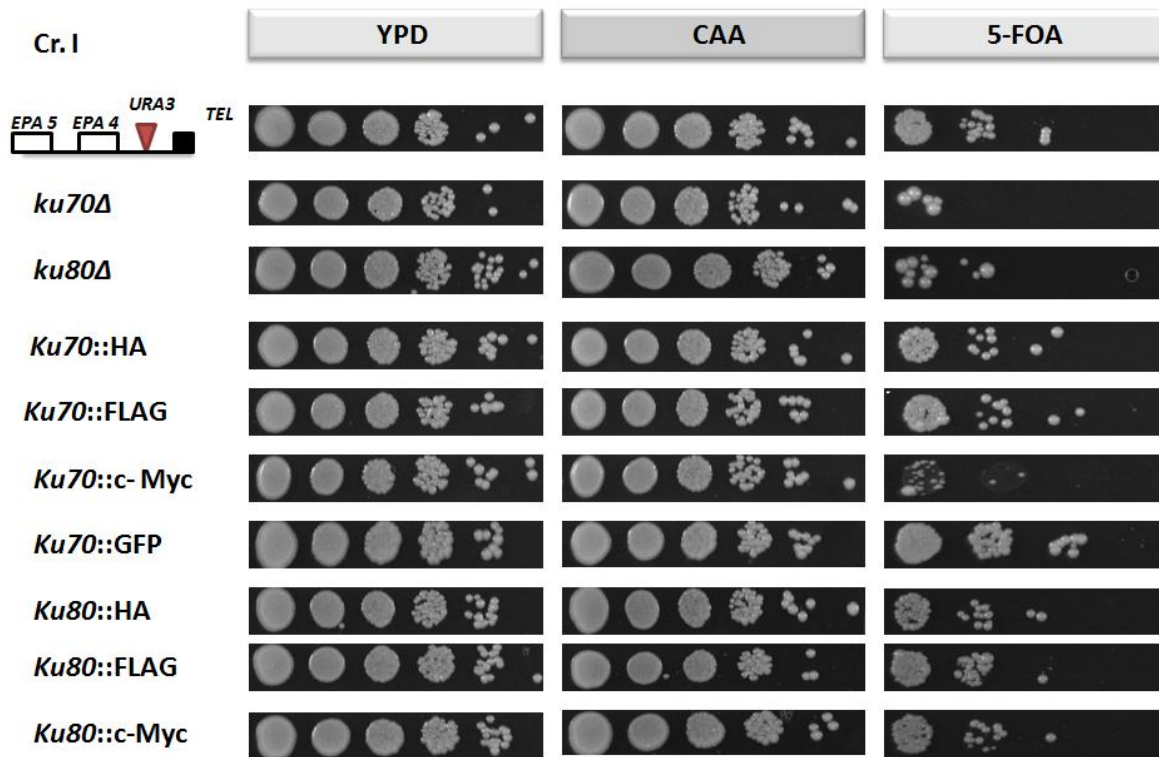 Cr. I
YPD
CAA
5-FOA
URA3
TEL
EPA 5
EPA 4
ku70Δ
ku80Δ
Ku70::HA
Ku70::FLAG
Ku70::c- Myc
Ku70::GFP
Ku80::HA
Ku80::FLAG
Ku80::c-Myc